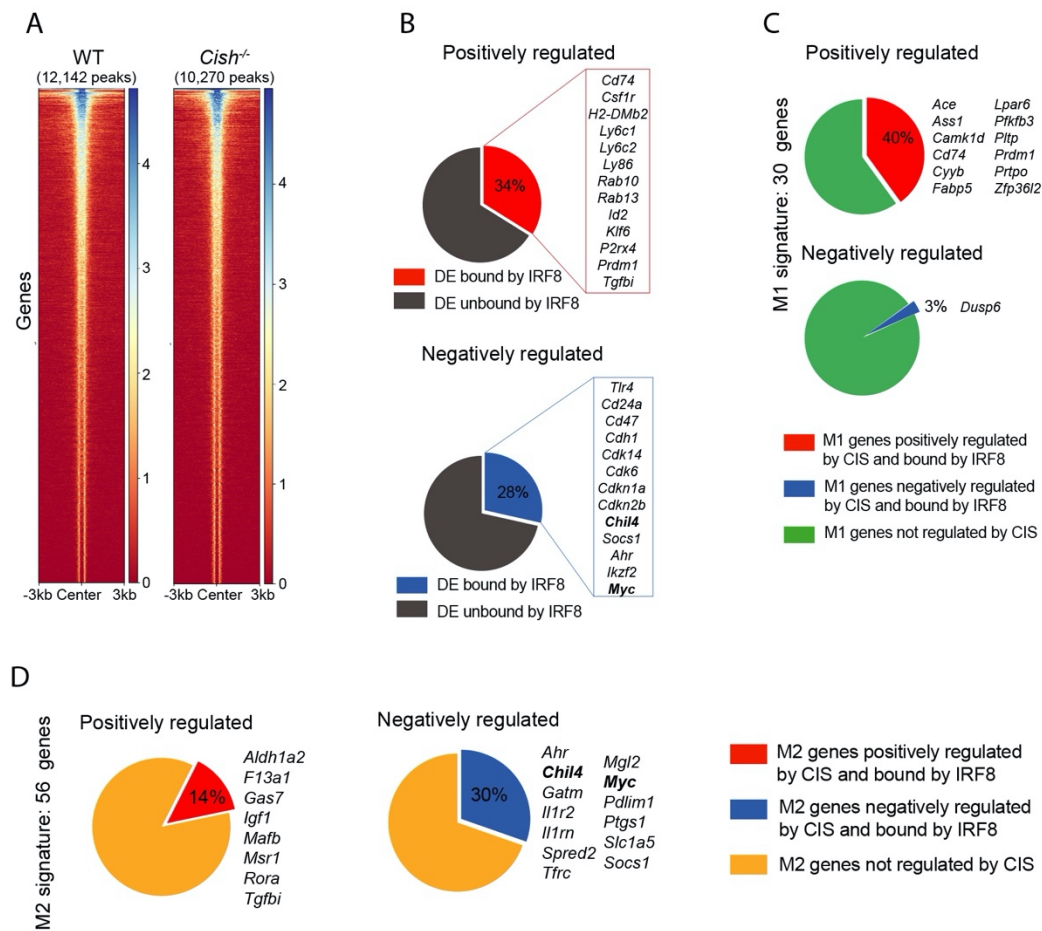 A
WT
(12,142 peaks)
Cish-/-
(10,270 peaks)
Genes
4
3
2
1
0
-3kb Center 3kb
4
3
2
1
0
-3kb Center 3kb
B
Positively regulated
34%
DE bound by IRF8
DE unbound by IRF8
Cd74
Csf1r
H2-DMb2
Ly6c1
Ly6c2
Ly86
Rab10
Rab13
Id2
Klf6
P2rx4
Prdm1
Tgfbi
Negatively regulated
28%
DE bound by IRF8
DE unbound by IRF8
Tlr4
Cd24a
Cd47
Cdh1
Cdk14
Cdk6
Cdkn1a
Cdkn2b
Chil4
Socs1
Ahr
Ikzf2
Myc
C
M1 signature: 30 genes
Positively regulated
40%
Ace
Ass1
Camk1d
Cd74
Cyyb
Fabp5
Lpar6
Pfkfb3
Pltp
Prdm1
Prtpo
Zfp36l2
Negatively regulated
3%
Dusp6
M1 genes positively regulated
by CIS and bound by IRF8
M1 genes negatively regulated
by CIS and bound by IRF8
M1 genes not regulated by CIS
D
M2 signature: 56 genes
Positively regulated
14%
Aldh1a2
F13a1
Gas7
Igf1
Mafb
Msr1
Rora
Tgfbi
Negatively regulated
30%
Ahr
Chil4
Gatm
Il1r2
Il1rn
Spred2
Tfrc
Mgl2
Myc
Pdlim1
Ptgs1
Slc1a5
Socs1
M2 genes positively regulated
by CIS and bound by IRF8
M2 genes negatively regulated
by CIS and bound by IRF8
M2 genes not regulated by CIS